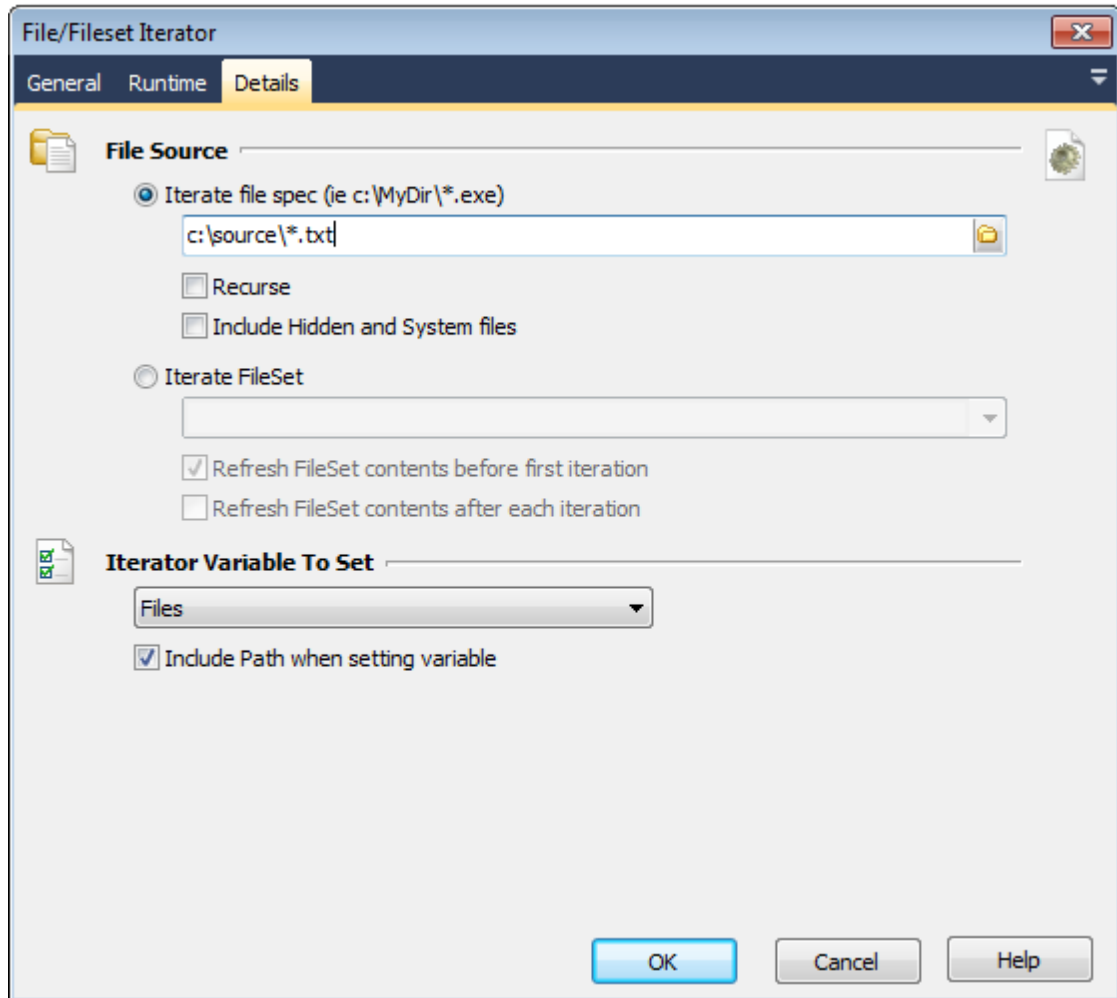 File/Fileset Iterator
General Runtime Details
File Source
Iterate file spec (ie c:\MyDir\*.exe)
c:\source\*.txt
Recurse
Include Hidden and System files
Iterate FileSet
Refresh FileSet contents before first iteration
Refresh FileSet contents after each iteration
Iterator Variable To Set
Files
Include Path when setting variable
OK Cancel Help